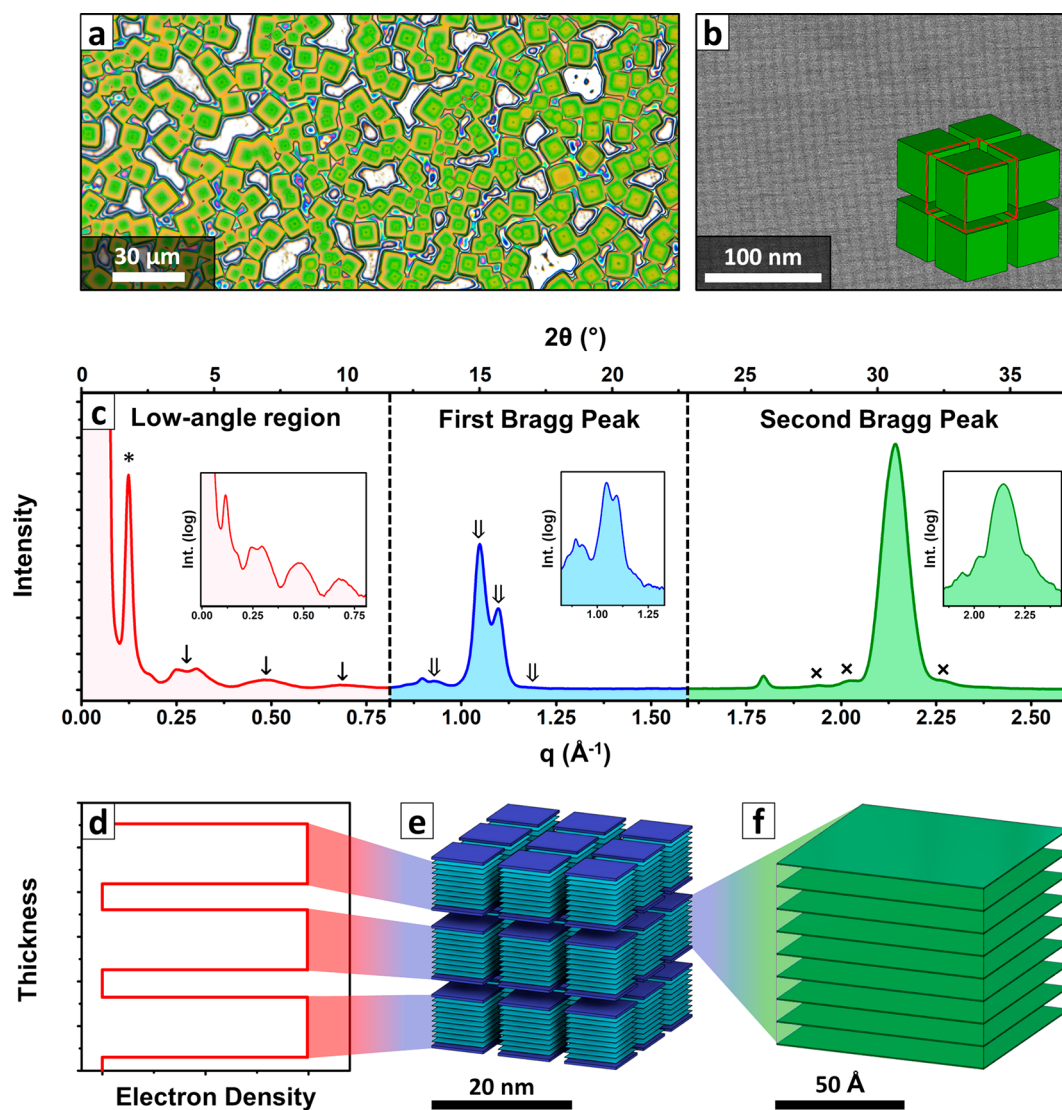 a
30 µm
b
100 nm
2θ (°)
0 5 10 15 20 25 30 35
c
Low-angle region
First Bragg Peak
Second Bragg Peak
*
Intensity
Int. (log)
0.00 0.25 0.50 0.75
Int. (log)
1.00 1.25
Int. (log)
2.00 2.25
⇓ ⇓ ⇓ ⇓
↓ ↓ ↓
× × ×
0.00 0.25 0.50 0.75 1.00 1.25 1.50 1.75 2.00 2.25 2.50
q (Å⁻¹)
d
e
f
Thickness
Electron Density
20 nm
50 Å